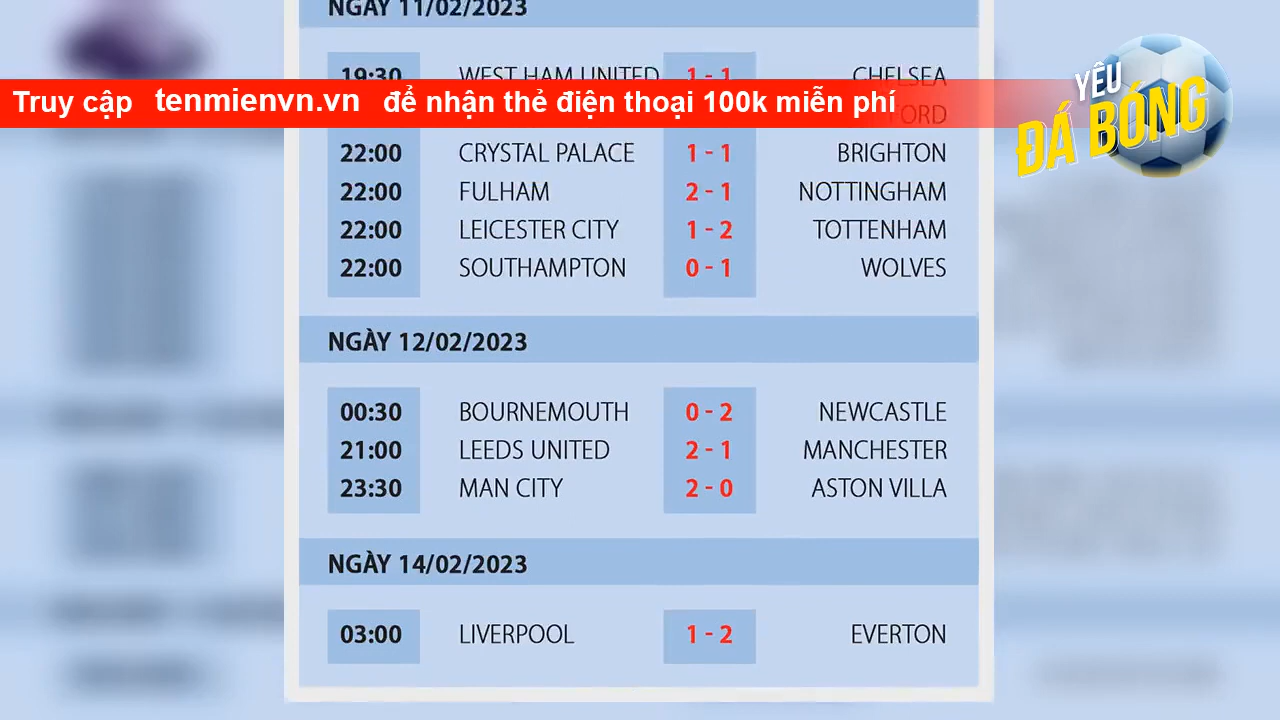 NGÀY 11/02/2023
19:30 WEST HAM UNITED 1 - 1 CHELSEA
Truy cập tenmienvn.vn để nhận thẻ điện thoại 100k miễn phí
YÊU
ĐÁ BÓNG
22:00 CRYSTAL PALACE 1 - 1 BRIGHTON
22:00 FULHAM 2 - 1 NOTTINGHAM
22:00 LEICESTER CITY 1 - 2 TOTTENHAM
22:00 SOUTHAMPTON 0 - 1 WOLVES
NGÀY 12/02/2023
00:30 BOURNEMOUTH 0 - 2 NEWCASTLE
21:00 LEEDS UNITED 2 - 1 MANCHESTER
23:30 MAN CITY 2 - 0 ASTON VILLA
NGÀY 14/02/2023
03:00 LIVERPOOL 1 - 2 EVERTON